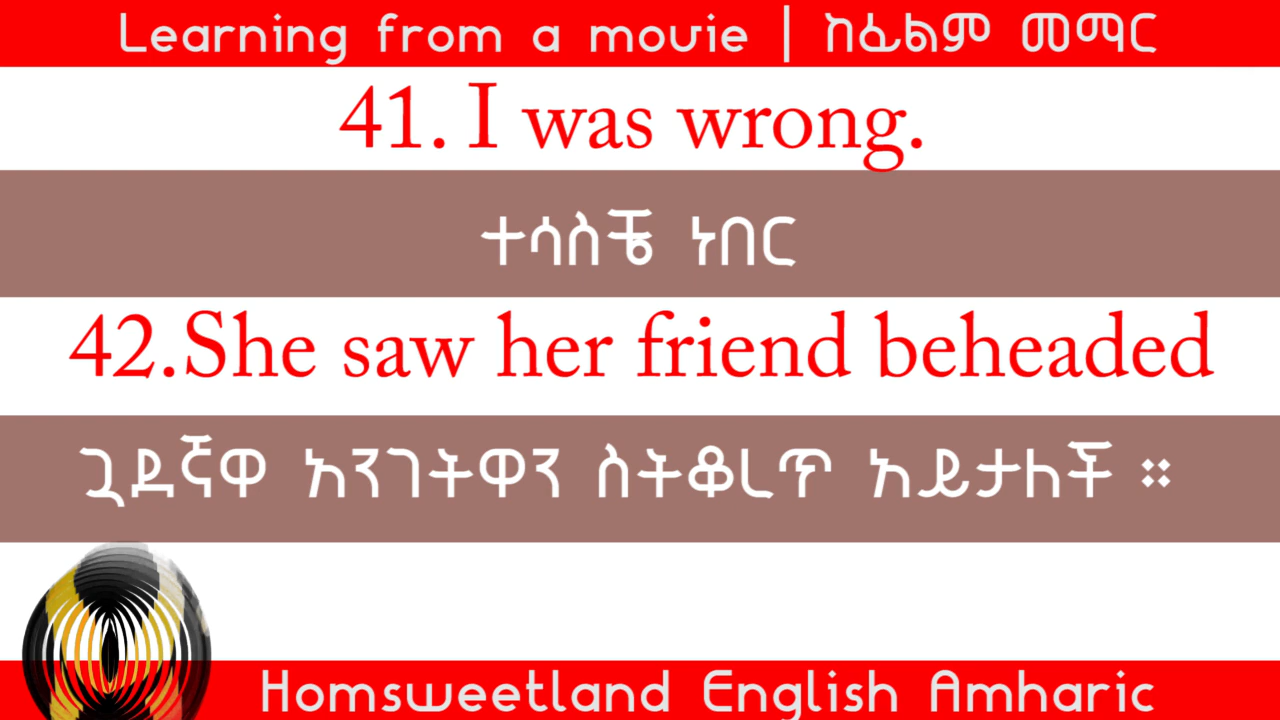 Learning from a movie | ከፊልም መማር
41. I was wrong.
ተሳስቼ ነበር
42.She saw her friend beheaded
ጏደኛዋ አንገትዋን ስትቆረጥ አይታለች ።
Homsweetland English Amharic